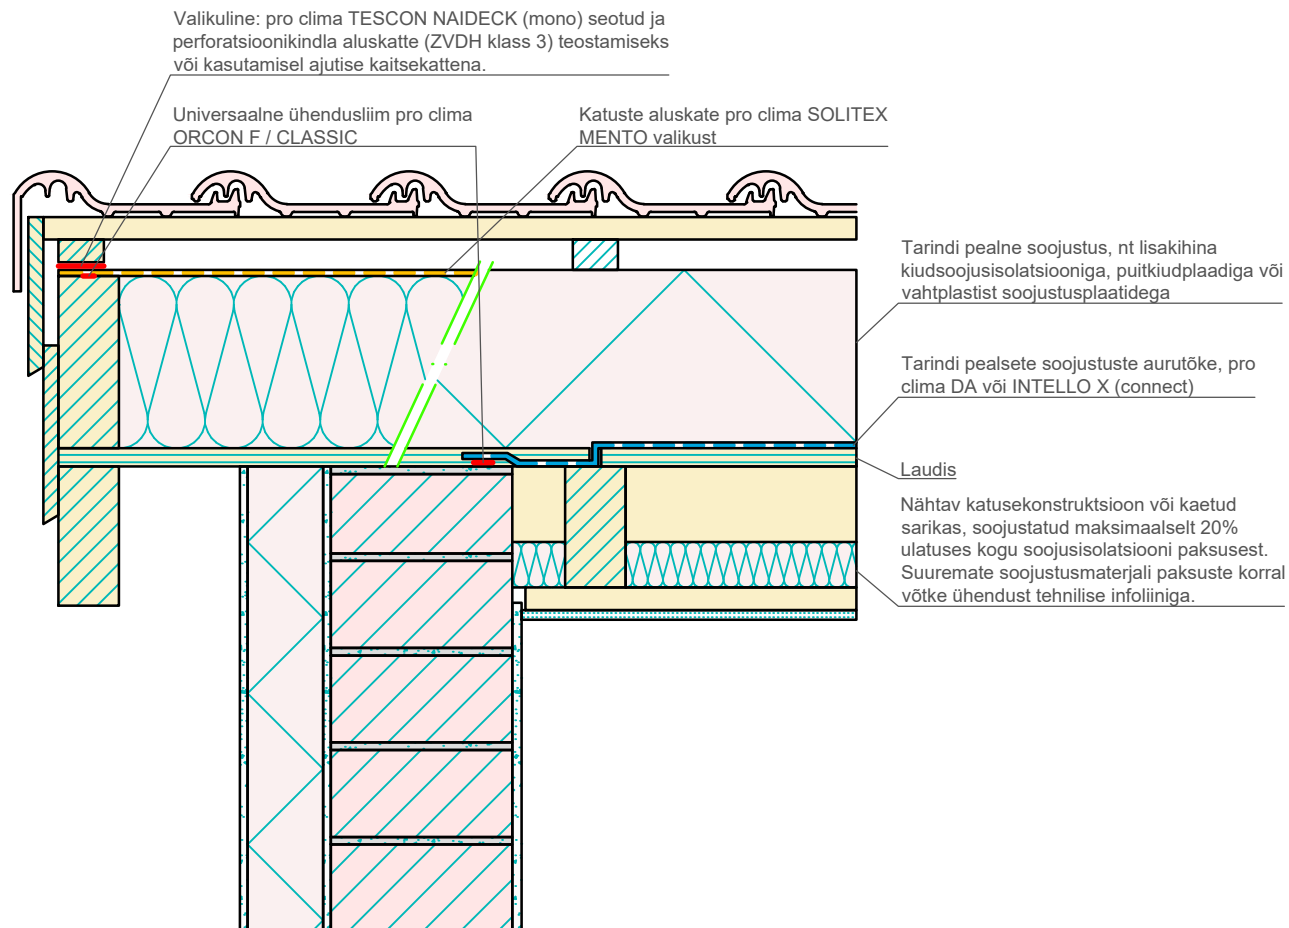 Valikuline: pro clima TESCON NAIDECK (mono) seotud ja
perforatsioonikindla aluskatte (ZVDH klass 3) teostamiseks
või kasutamisel ajutise kaitsekattena.
Universaalne ühendusliim pro clima
ORCON F / CLASSIC
Katuste aluskate pro clima SOLITEX
MENTO valikust
Tarindi pealne soojustus, nt lisakihina
kiudsoojusisolatsiooniga, puitkiudplaadiga või
vahtplastist soojustusplaatidega
Tarindi pealsete soojustuste aurutõke, pro
clima DA või INTELLO X (connect)
Laudis
Nähtav katusekonstruktsioon või kaetud
sarikas, soojustatud maksimaalselt 20%
ulatuses kogu soojusisolatsiooni paksusest.
Suuremate soojustusmaterjali paksuste korral
võtke ühendust tehnilise infoliiniga.